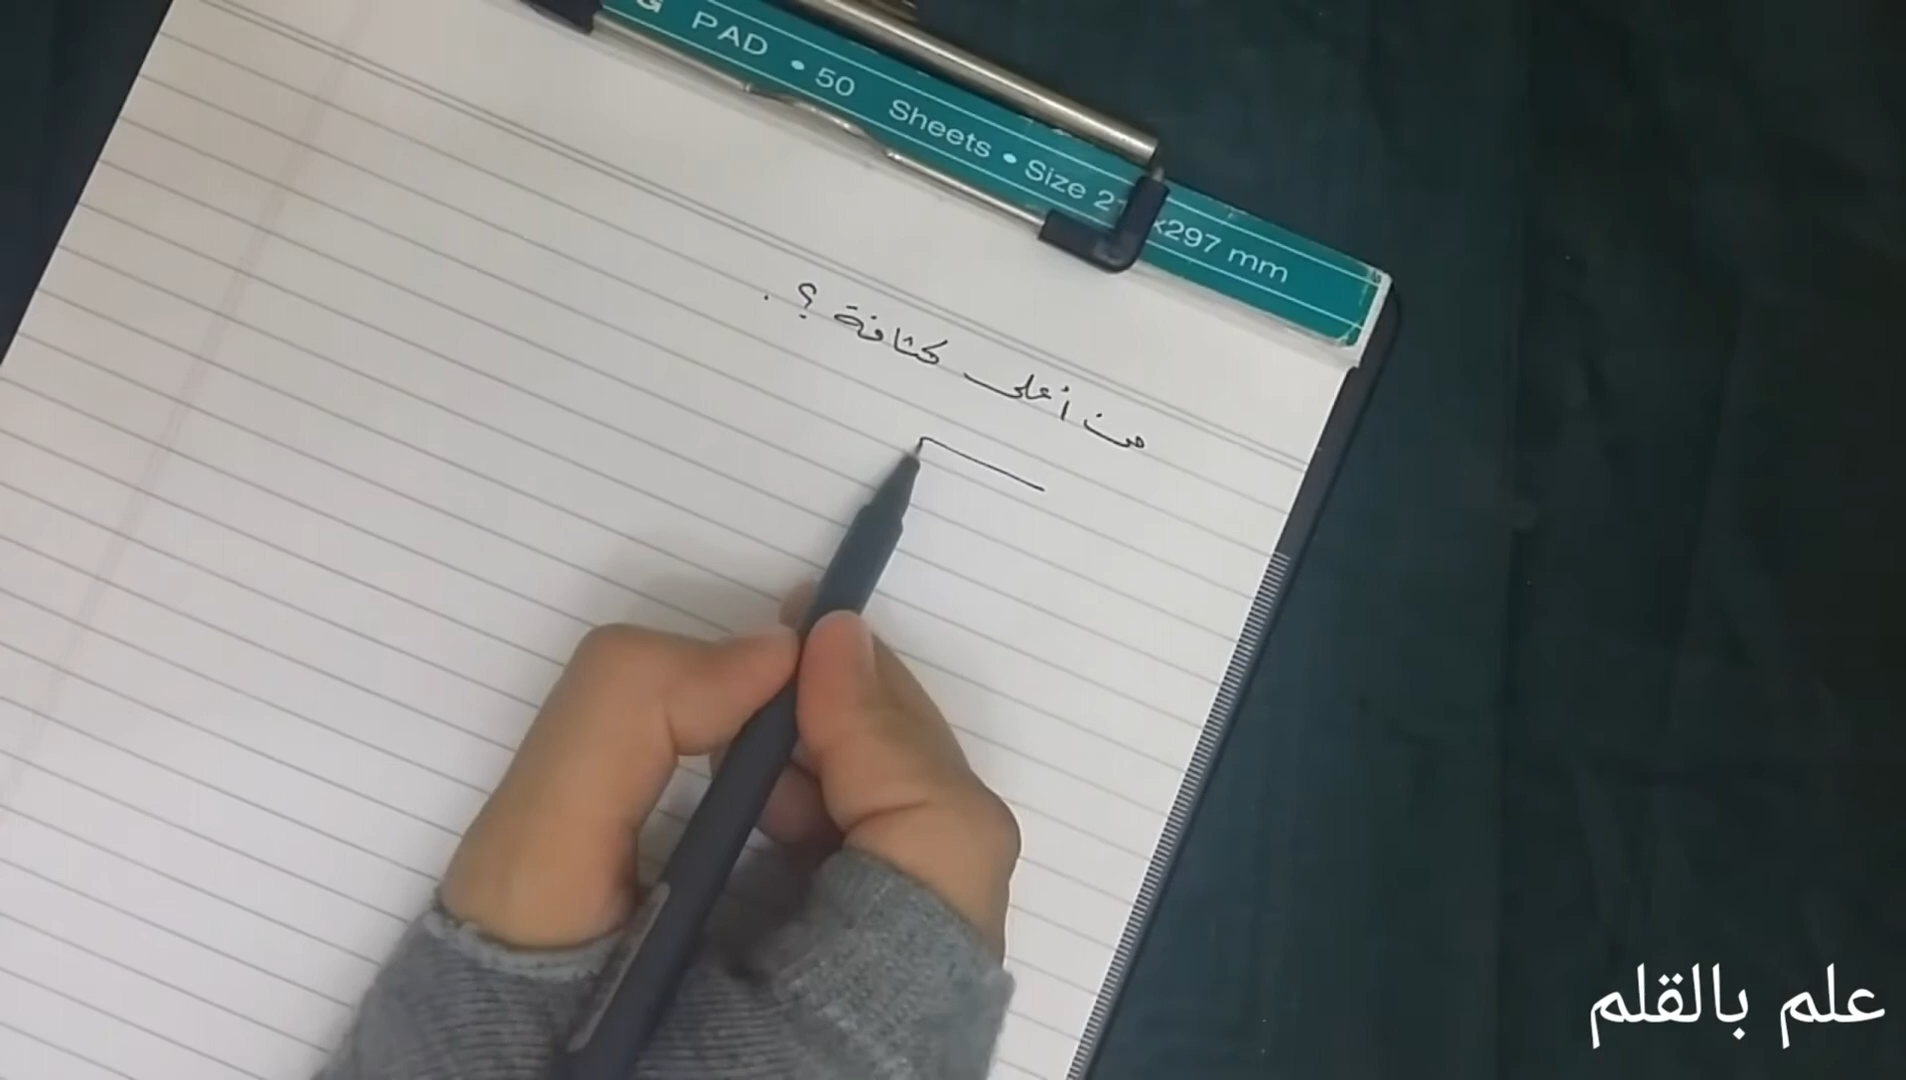 PAD • 50 Sheets • Size 2 x297 mm
من أعلى كثافة ؟
علم بالقلم